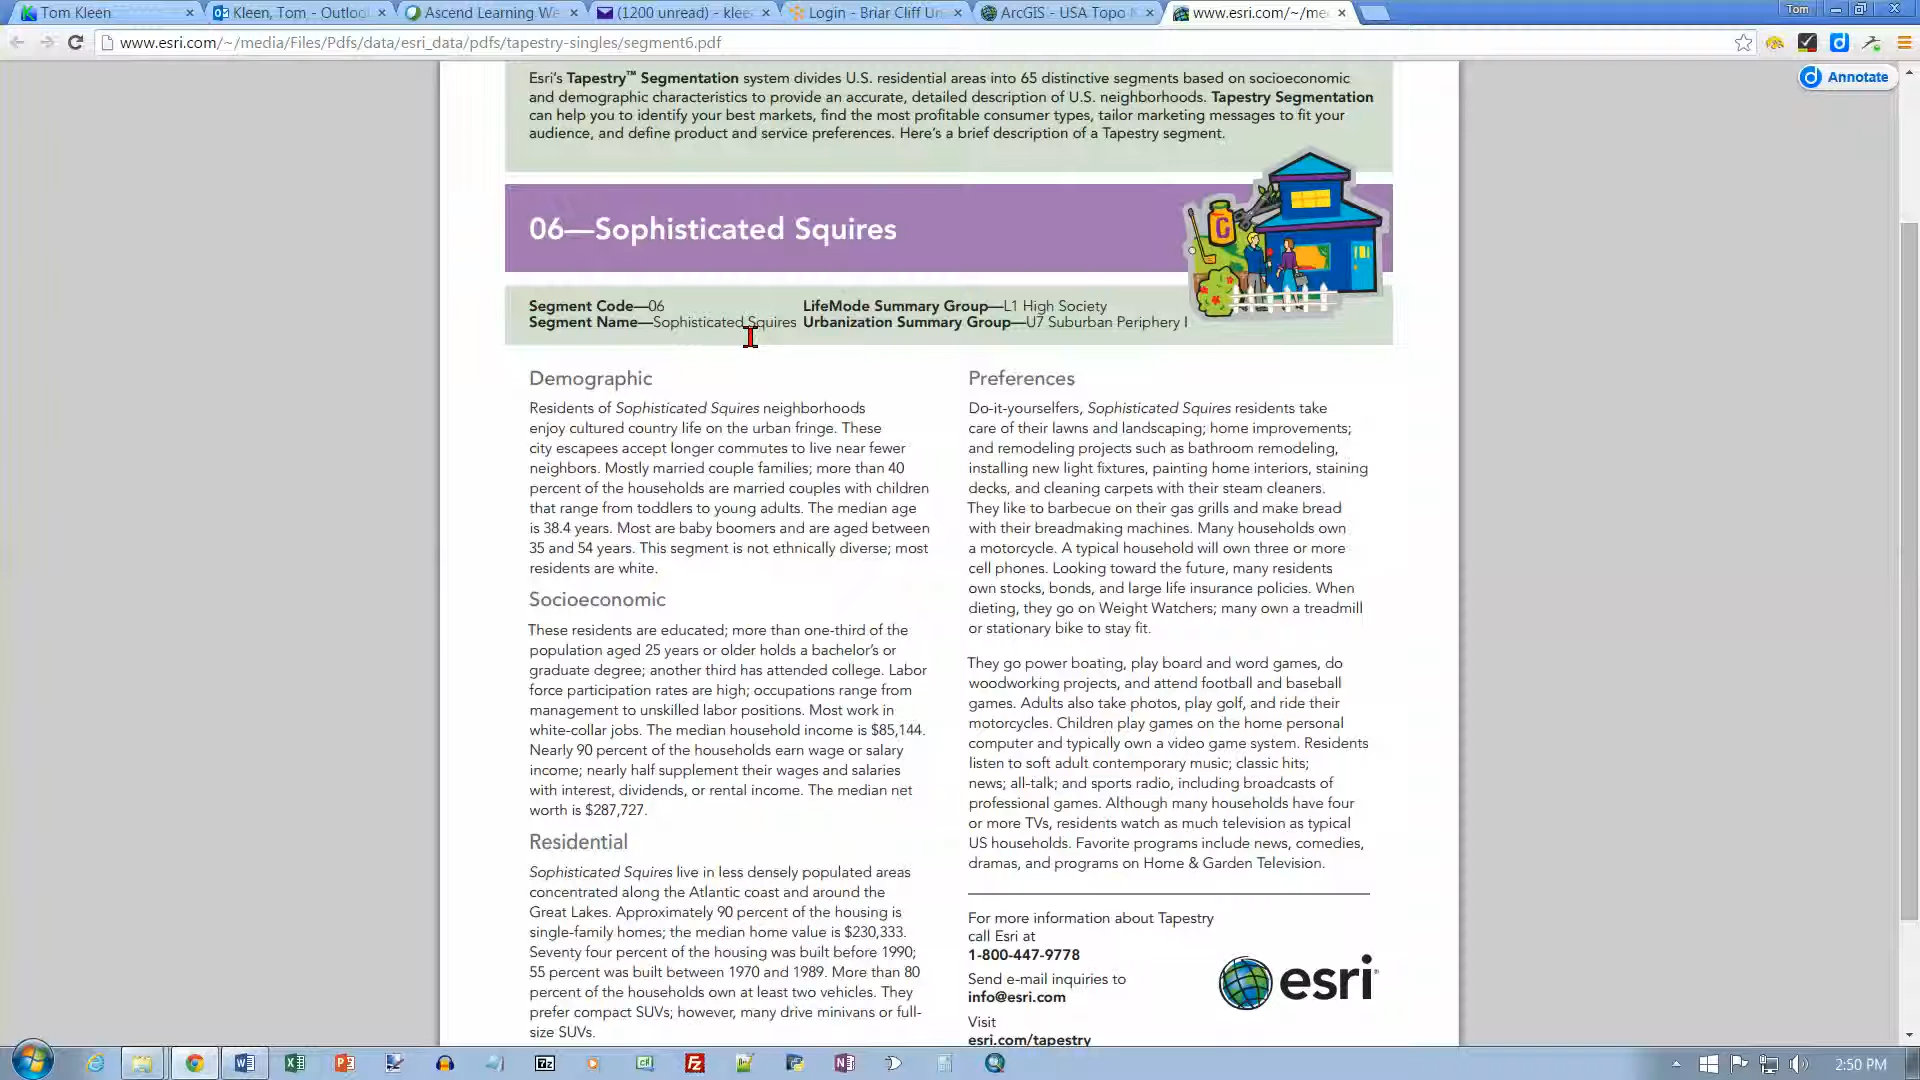 Tom Kleen
Kleen, Tom - Outloo
Ascend Learning We
(1200 unread) - klee
Login - Briar Cliff Un
ArcGIS - USA Topo
www.esri.com/~/me
Tom
www.esri.com/~/media/Files/Pdfs/data/esri_data/pdfs/tapestry-singles/segment6.pdf
Annotate
Esri's Tapestry™ Segmentation system divides U.S. residential areas into 65 distinctive segments based on socioeconomic
and demographic characteristics to provide an accurate, detailed description of U.S. neighborhoods. Tapestry Segmentation
can help you to identify your best markets, find the most profitable consumer types, tailor marketing messages to fit your
audience, and define product and service preferences. Here's a brief description of a Tapestry segment.
06—Sophisticated Squires
C
Segment Code—06
LifeMode Summary Group—L1 High Society
Segment Name—Sophisticated Squires
Urbanization Summary Group—U7 Suburban Periphery I
Demographic
Residents of Sophisticated Squires neighborhoods
enjoy cultured country life on the urban fringe. These
city escapees accept longer commutes to live near fewer
neighbors. Mostly married couple families; more than 40
percent of the households are married couples with children
that range from toddlers to young adults. The median age
is 38.4 years. Most are baby boomers and are aged between
35 and 54 years. This segment is not ethnically diverse; most
residents are white.
Socioeconomic
These residents are educated; more than one-third of the
population aged 25 years or older holds a bachelor's or
graduate degree; another third has attended college. Labor
force participation rates are high; occupations range from
management to unskilled labor positions. Most work in
white-collar jobs. The median household income is $85,144.
Nearly 90 percent of the households earn wage or salary
income; nearly half supplement their wages and salaries
with interest, dividends, or rental income. The median net
worth is $287,727.
Residential
Sophisticated Squires live in less densely populated areas
concentrated along the Atlantic coast and around the
Great Lakes. Approximately 90 percent of the housing is
single-family homes; the median home value is $230,333.
Seventy four percent of the housing was built before 1990;
55 percent was built between 1970 and 1989. More than 80
percent of the households own at least two vehicles. They
prefer compact SUVs; however, many drive minivans or full-
size SUVs.
Preferences
Do-it-yourselfers, Sophisticated Squires residents take
care of their lawns and landscaping; home improvements;
and remodeling projects such as bathroom remodeling,
installing new light fixtures, painting home interiors, staining
decks, and cleaning carpets with their steam cleaners.
They like to barbecue on their gas grills and make bread
with their breadmaking machines. Many households own
a motorcycle. A typical household will own three or more
cell phones. Looking toward the future, many residents
own stocks, bonds, and large life insurance policies. When
dieting, they go on Weight Watchers; many own a treadmill
or stationary bike to stay fit.
They go power boating, play board and word games, do
woodworking projects, and attend football and baseball
games. Adults also take photos, play golf, and ride their
motorcycles. Children play games on the home personal
computer and typically own a video game system. Residents
listen to soft adult contemporary music; classic hits;
news; all-talk; and sports radio, including broadcasts of
professional games. Although many households have four
or more TVs, residents watch as much television as typical
US households. Favorite programs include news, comedies,
dramas, and programs on Home & Garden Television.
For more information about Tapestry
call Esri at
1-800-447-9778
Send e-mail inquiries to
info@esri.com
Visit
esri.com/tapestry
esri
2:50 PM